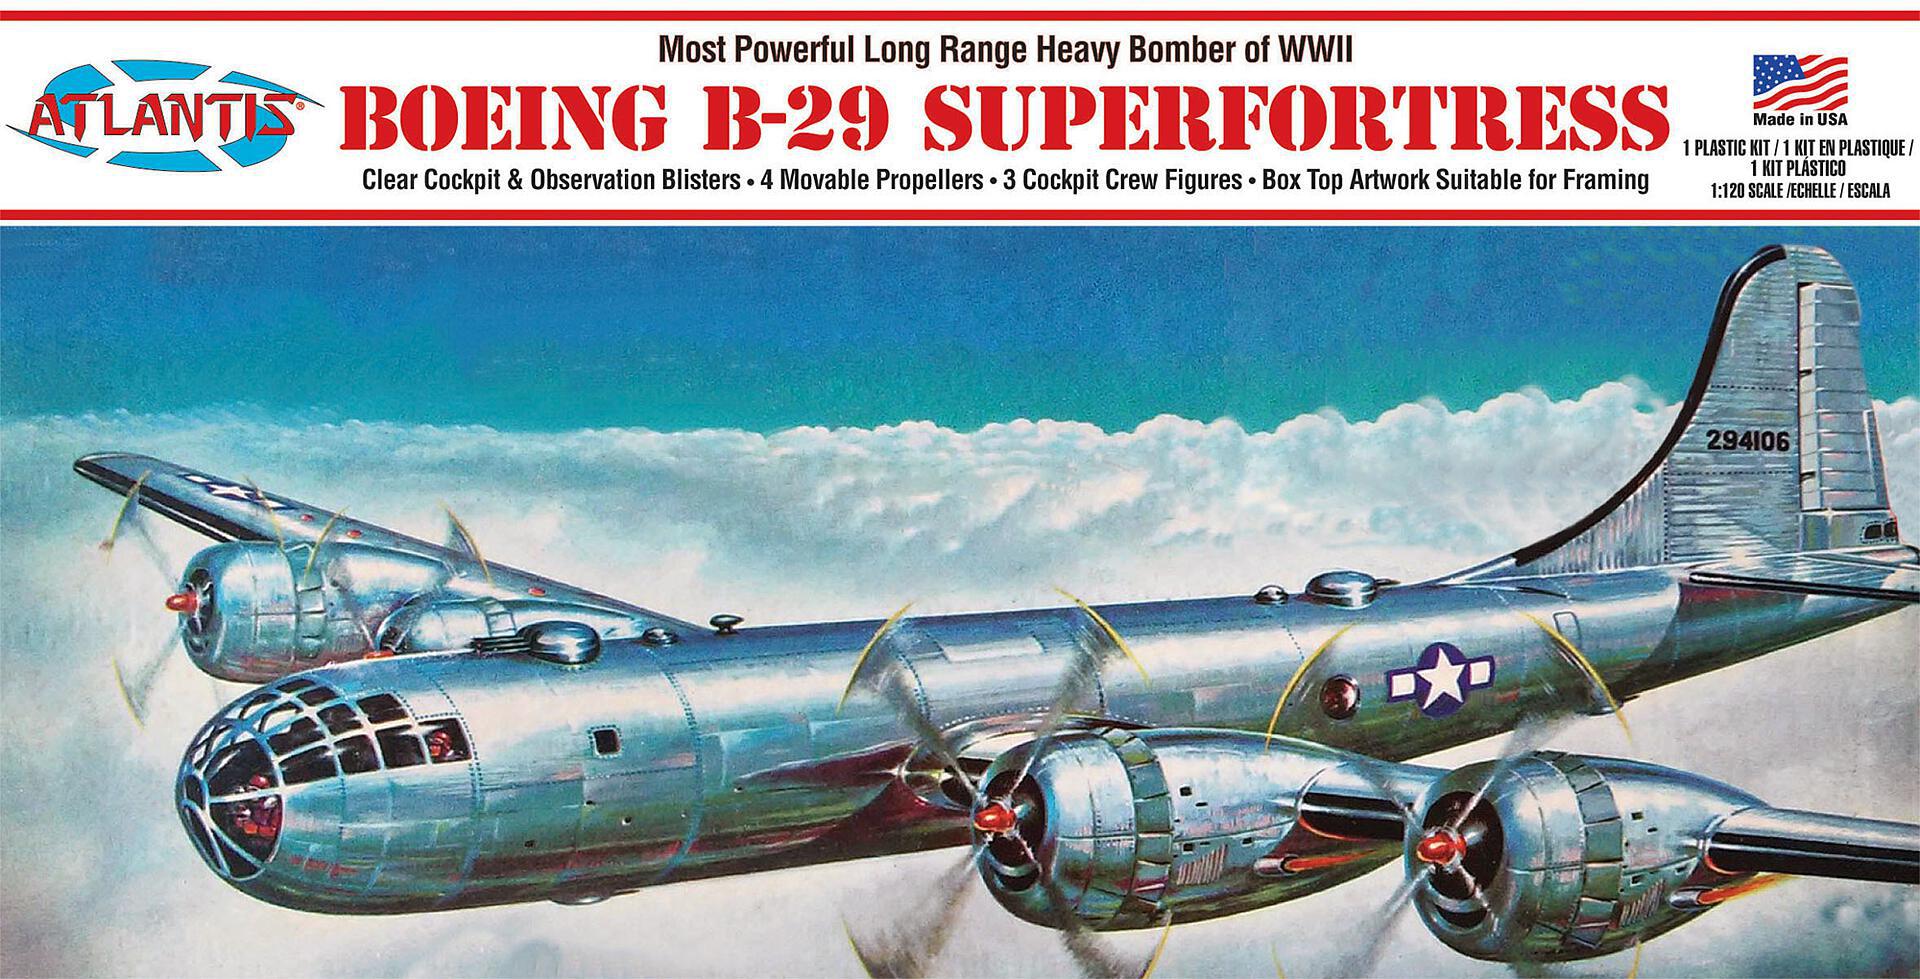 Most Powerful Long Range Heavy Bomber of WWII
ATLANTIS®
BOEING B-29 SUPERFORTRESS
Made in USA
Clear Cockpit & Observation Blisters • 4 Movable Propellers • 3 Cockpit Crew Figures • Box Top Artwork Suitable for Framing
1 PLASTIC KIT / 1 KIT EN PLASTIQUE /
1 KIT PLÁSTICO
1:120 SCALE /ECHELLE / ESCALA
294106